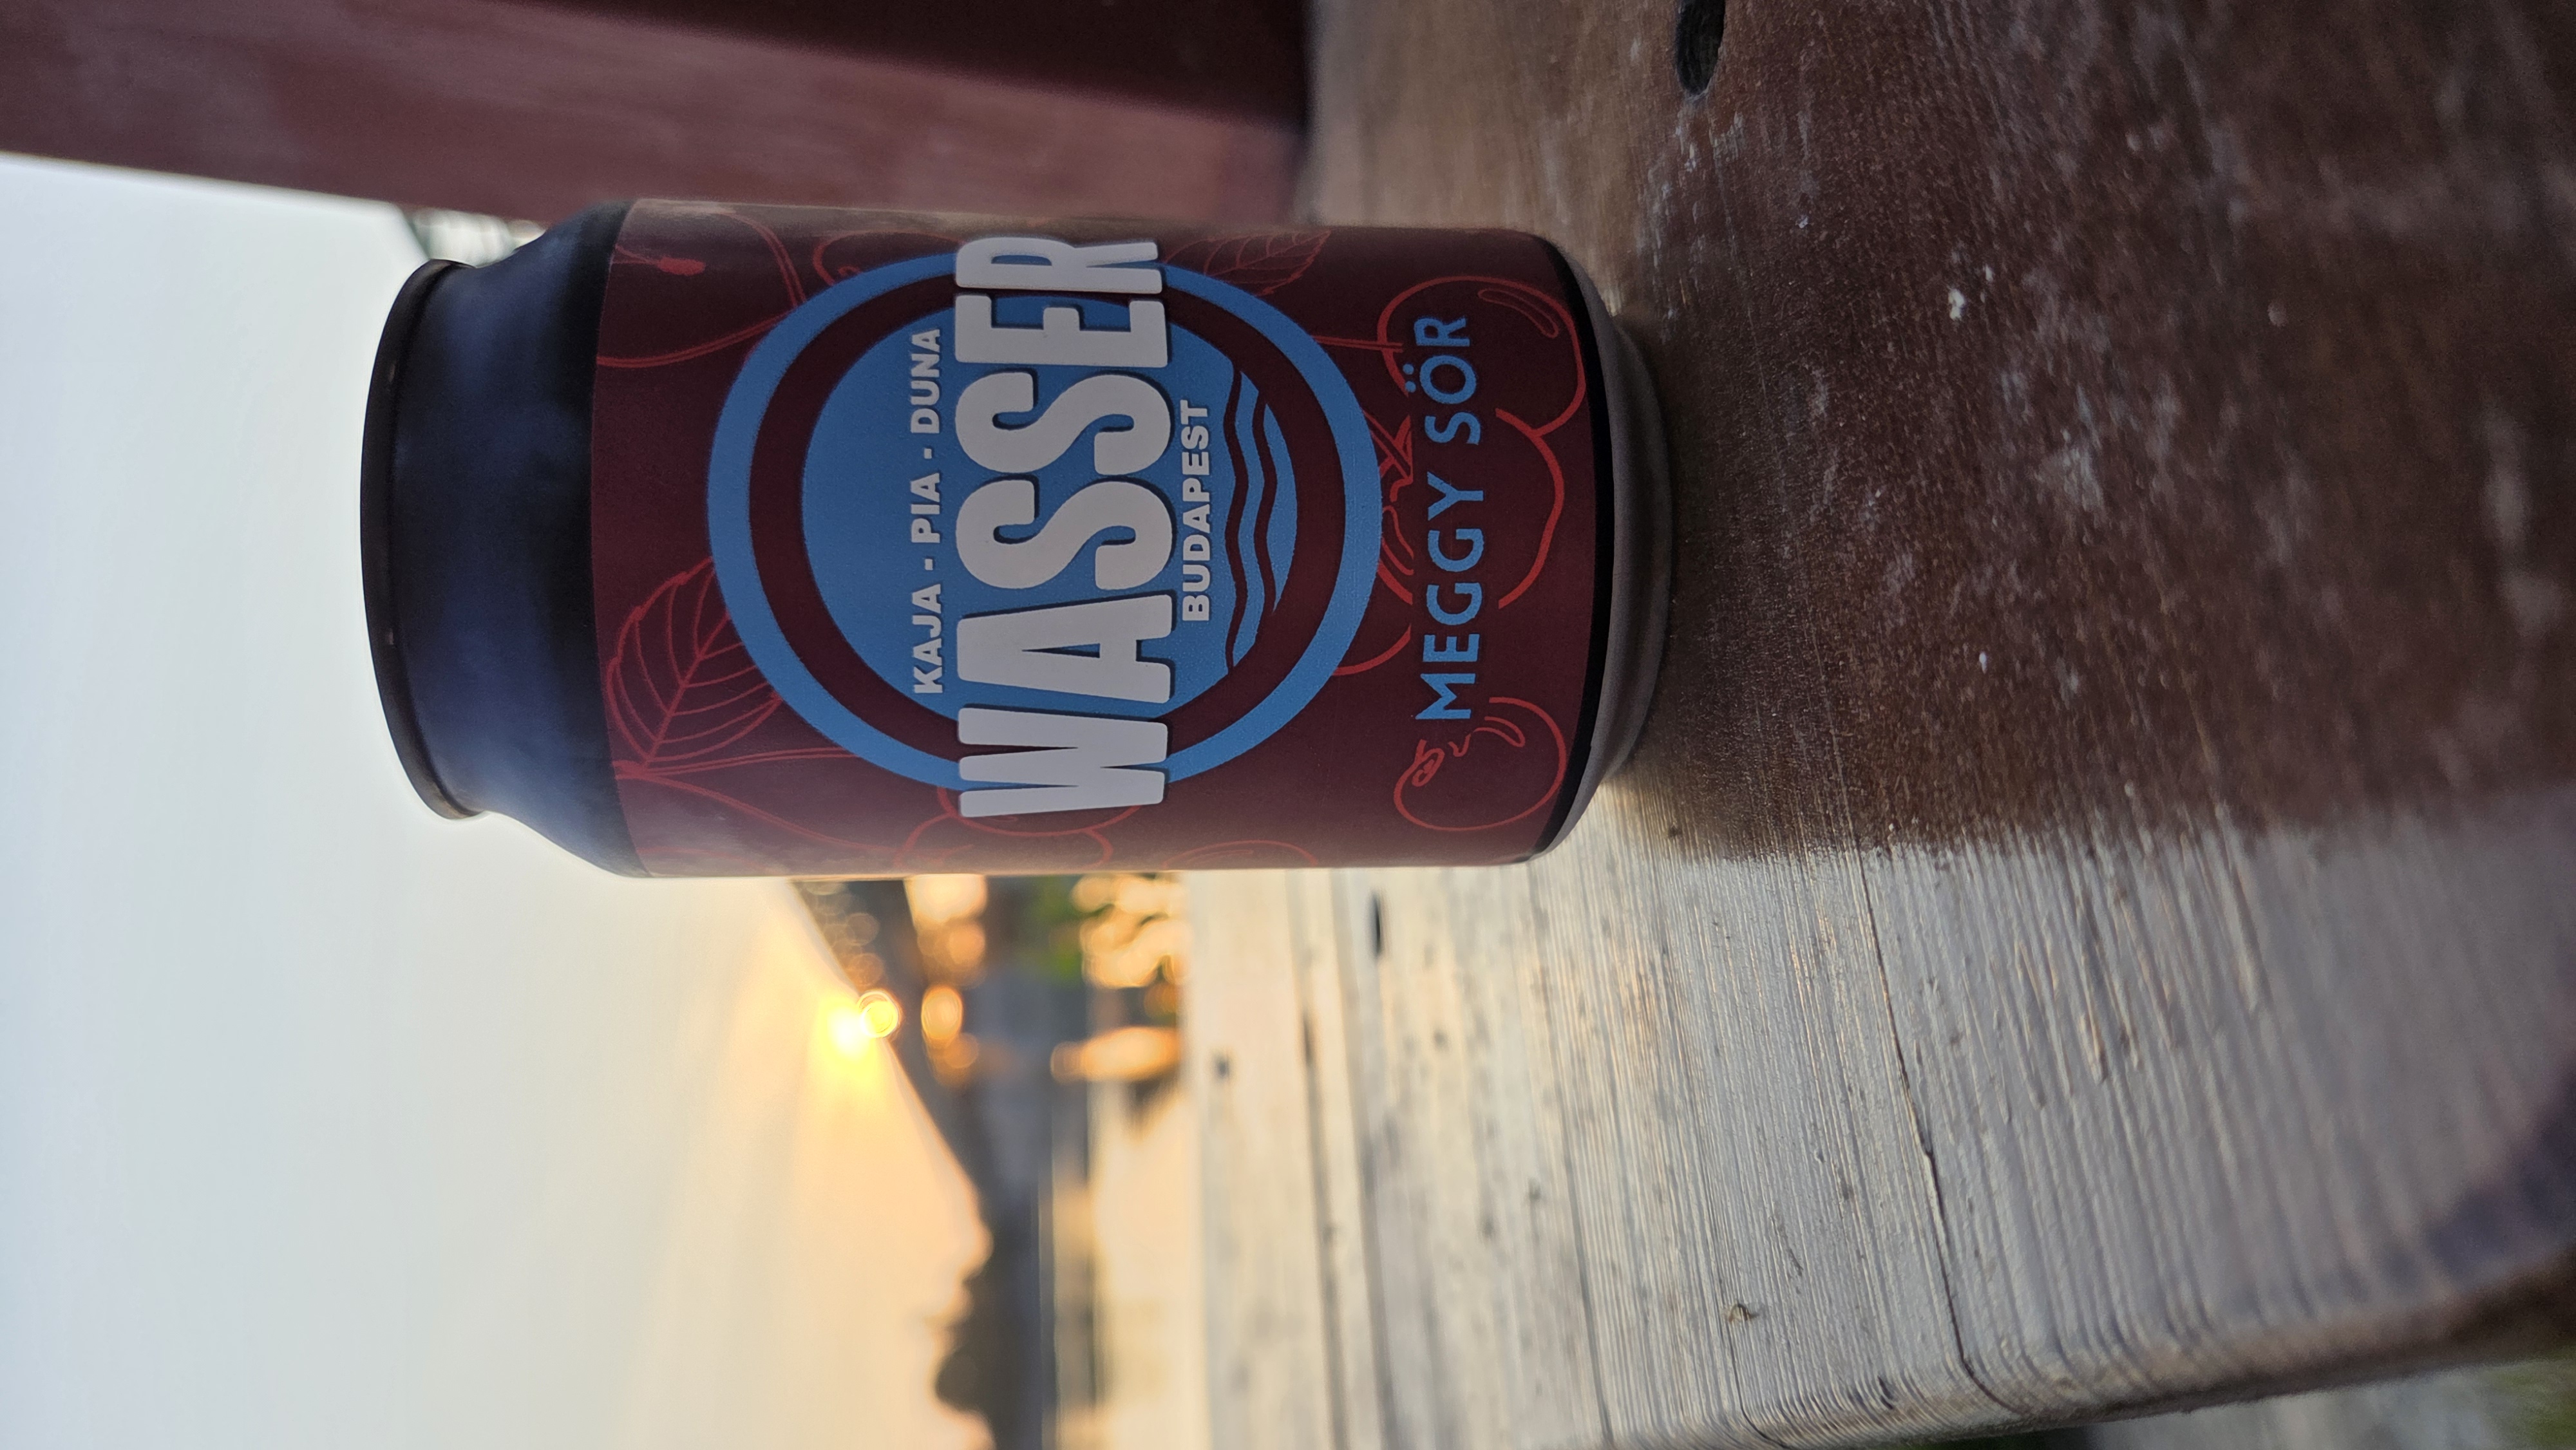 KAJA - PIA - DUNA
WASSER
BUDAPEST
MEGGY SÖR